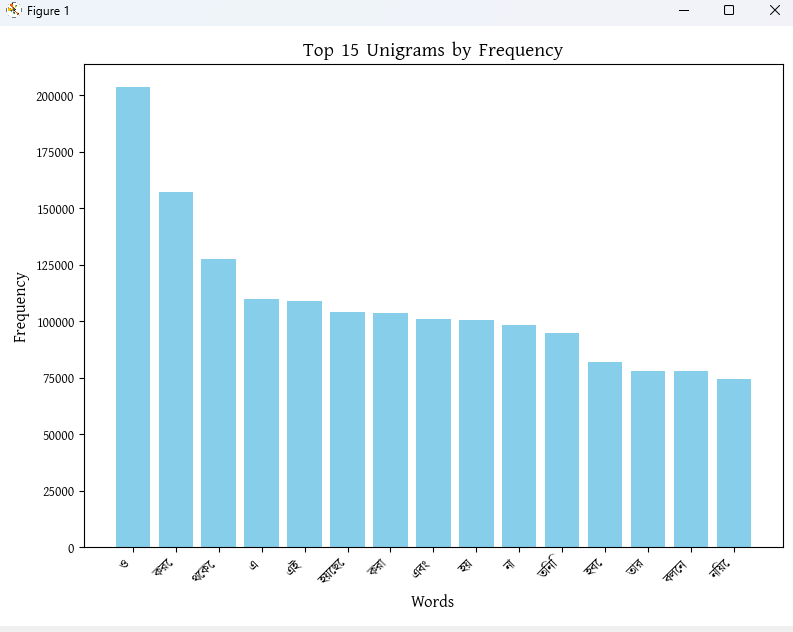 Figure 1
Top 15 Unigrams by Frequency
Frequency
200000
175000
150000
125000
100000
75000
50000
25000
0
ও
করতে
থেকে
এ
এই
হয়েছে
করা
এবং
হয়
না
তিনি
হবে
তার
বলেন
নিয়ে
Words